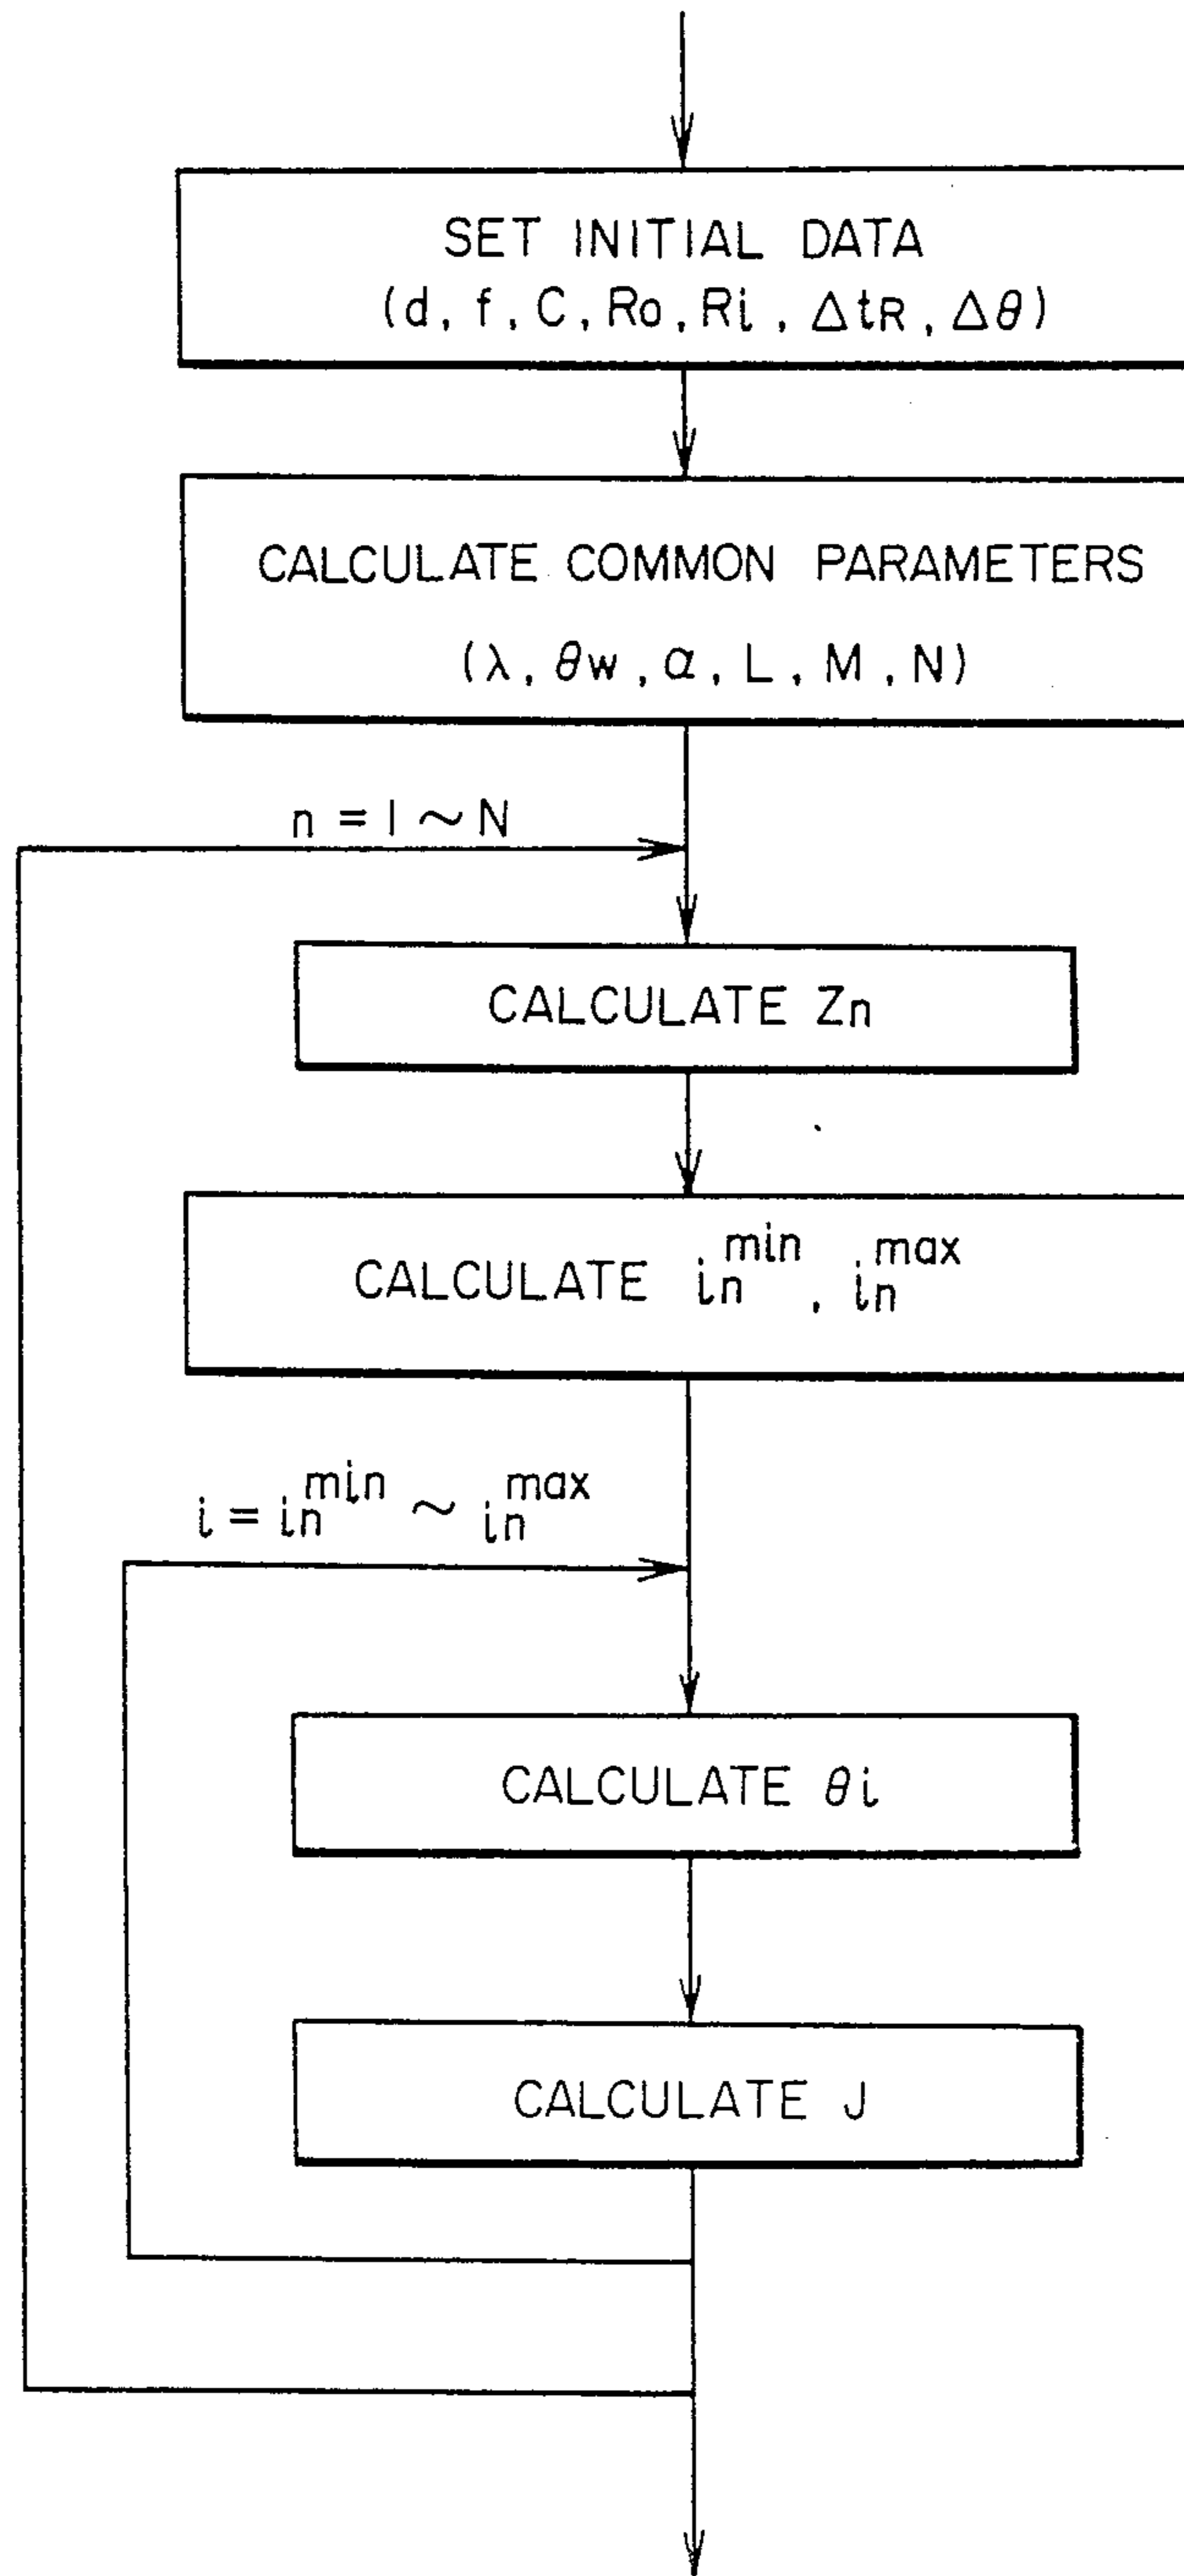 SET INITIAL DATA
(d, f, C, Ro, Ri, ΔtR, Δθ)
CALCULATE COMMON PARAMETERS
(λ, θw, α, L, M, N)
n = 1 ~ N
CALCULATE Zn
CALCULATE in^min, in^max
i = in^min ~ in^max
CALCULATE θi
CALCULATE J